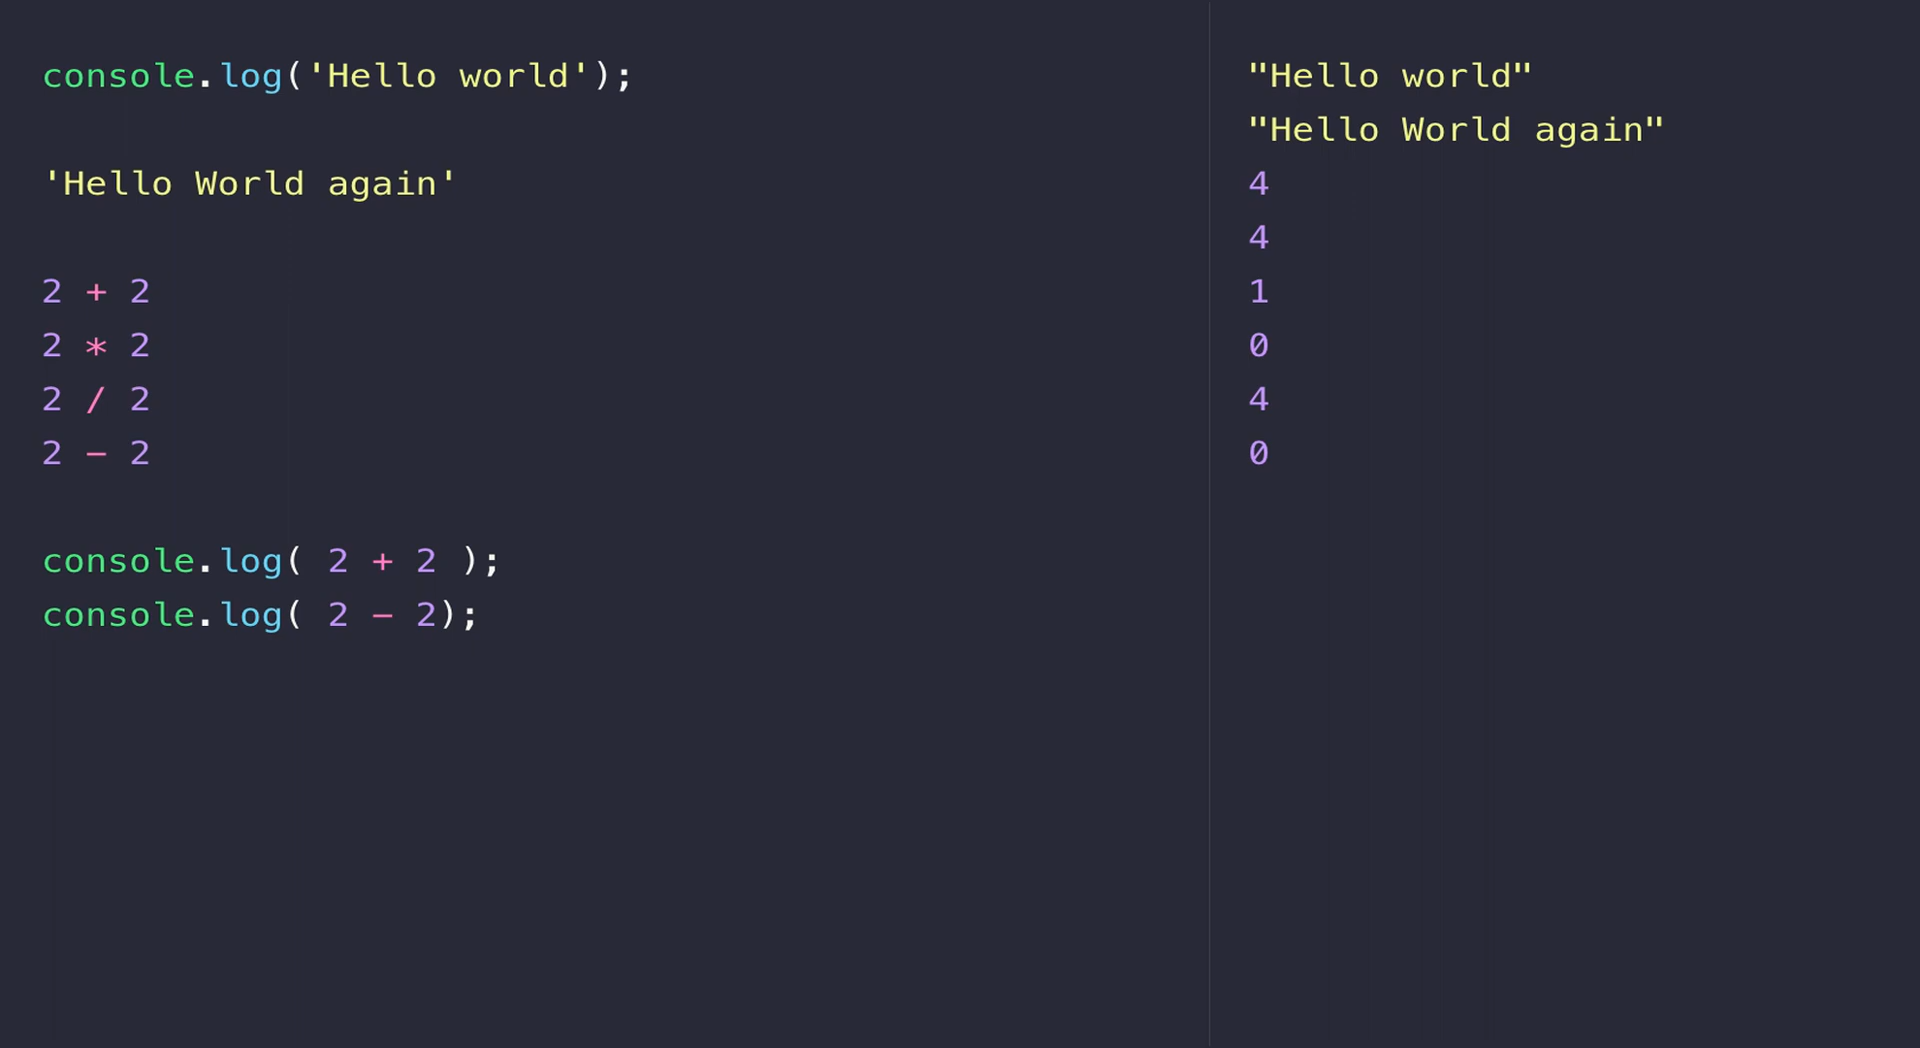 console.log('Hello world');
'Hello World again'
2 + 2
2 * 2
2 / 2
2 - 2
console.log( 2 + 2 );
console.log( 2 - 2);
"Hello world"
"Hello World again"
4
4
1
0
4
0